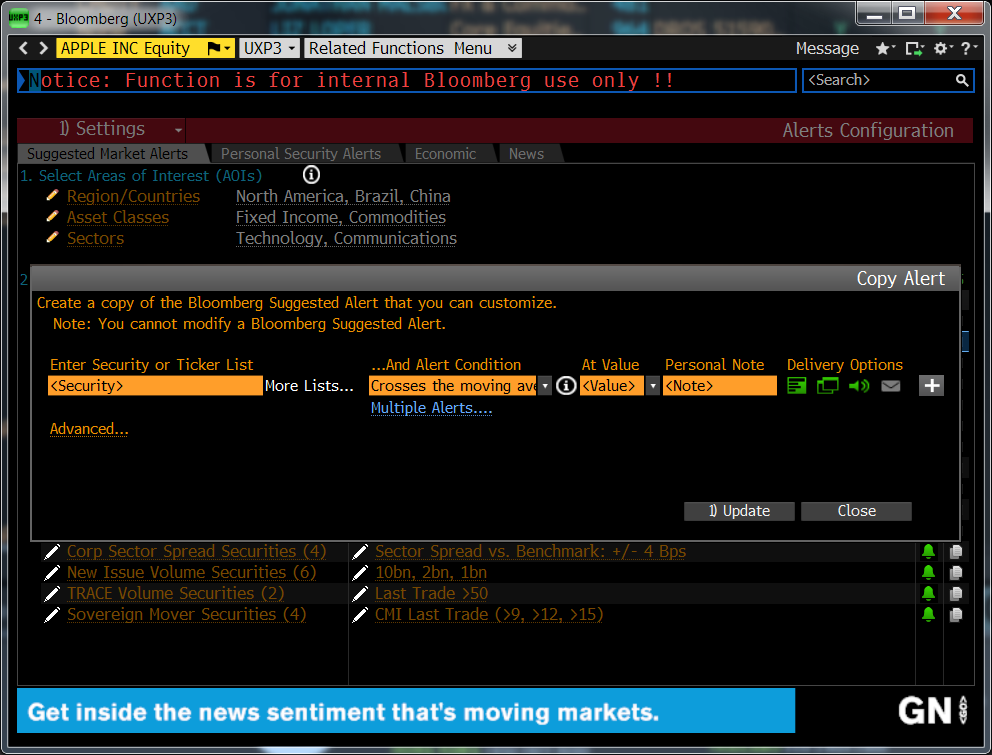 4 - Bloomberg (UXP3)
APPLE INC Equity UXP3 Related Functions Menu Message
Notice: Function is for internal Bloomberg use only !! <Search>
1) Settings Alerts Configuration
Suggested Market Alerts Personal Security Alerts Economic News
1. Select Areas of Interest (AOIs)
Region/Countries North America, Brazil, China
Asset Classes Fixed Income, Commodities
Sectors Technology, Communications
2
Copy Alert
Create a copy of the Bloomberg Suggested Alert that you can customize.
Note: You cannot modify a Bloomberg Suggested Alert.
Enter Security or Ticker List ...And Alert Condition At Value Personal Note Delivery Options
<Security> More Lists... Crosses the moving ave <Value> <Note>
Multiple Alerts....
Advanced...
1) Update Close
Corp Sector Spread Securities (4) Sector Spread vs. Benchmark: +/- 4 Bps
New Issue Volume Securities (6) 10bn, 2bn, 1bn
TRACE Volume Securities (2) Last Trade >50
Sovereign Mover Securities (4) CMI Last Trade (>9, >12, >15)
Get inside the news sentiment that's moving markets. GN GO